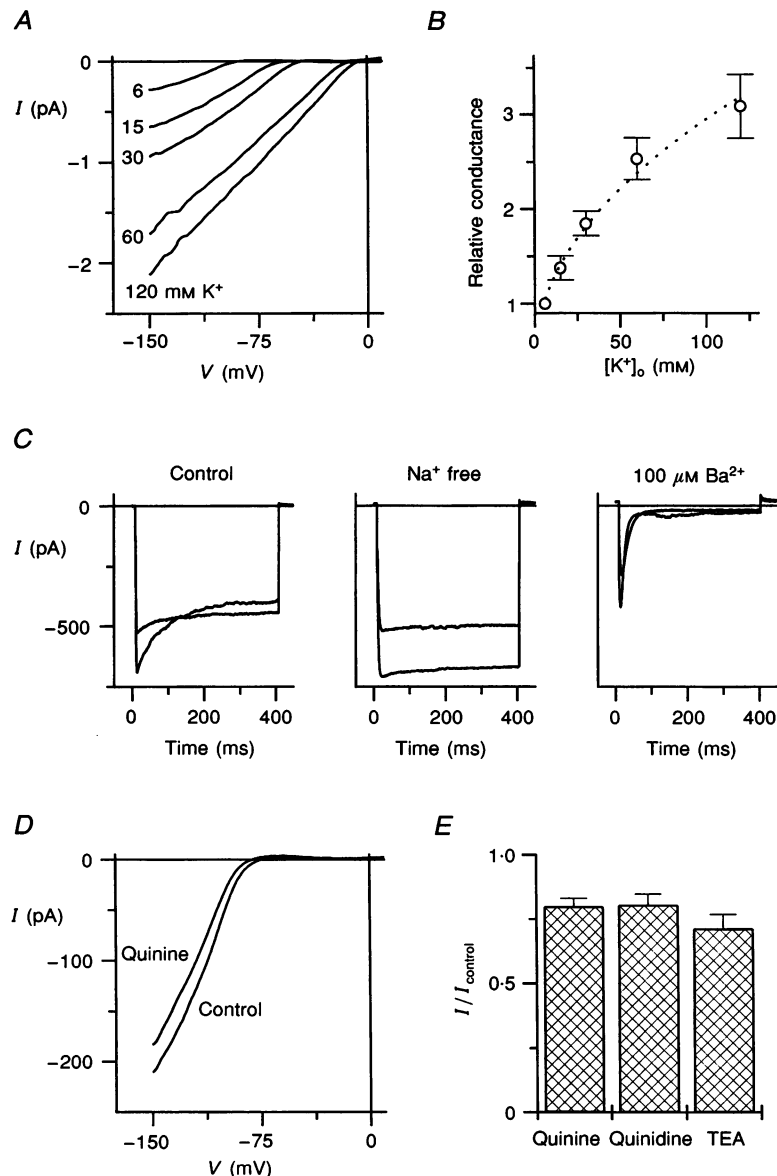 A
0
6
I (pA)
15
30
−1
60
−2
120 mM K⁺
−150
−75
0
V (mV)
B
3
Relative conductance
2
1
0
50
100
[K⁺]ₒ (mM)
C
Control
Na⁺ free
100 µM Ba²⁺
0
I (pA)
−500
0
200
400
0
200
400
0
200
400
Time (ms)
Time (ms)
Time (ms)
D
0
I (pA)
Quinine
−100
Control
−200
−150
−75
0
V (mV)
E
1·0
I / I control
0·5
0
Quinine
Quinidine
TEA